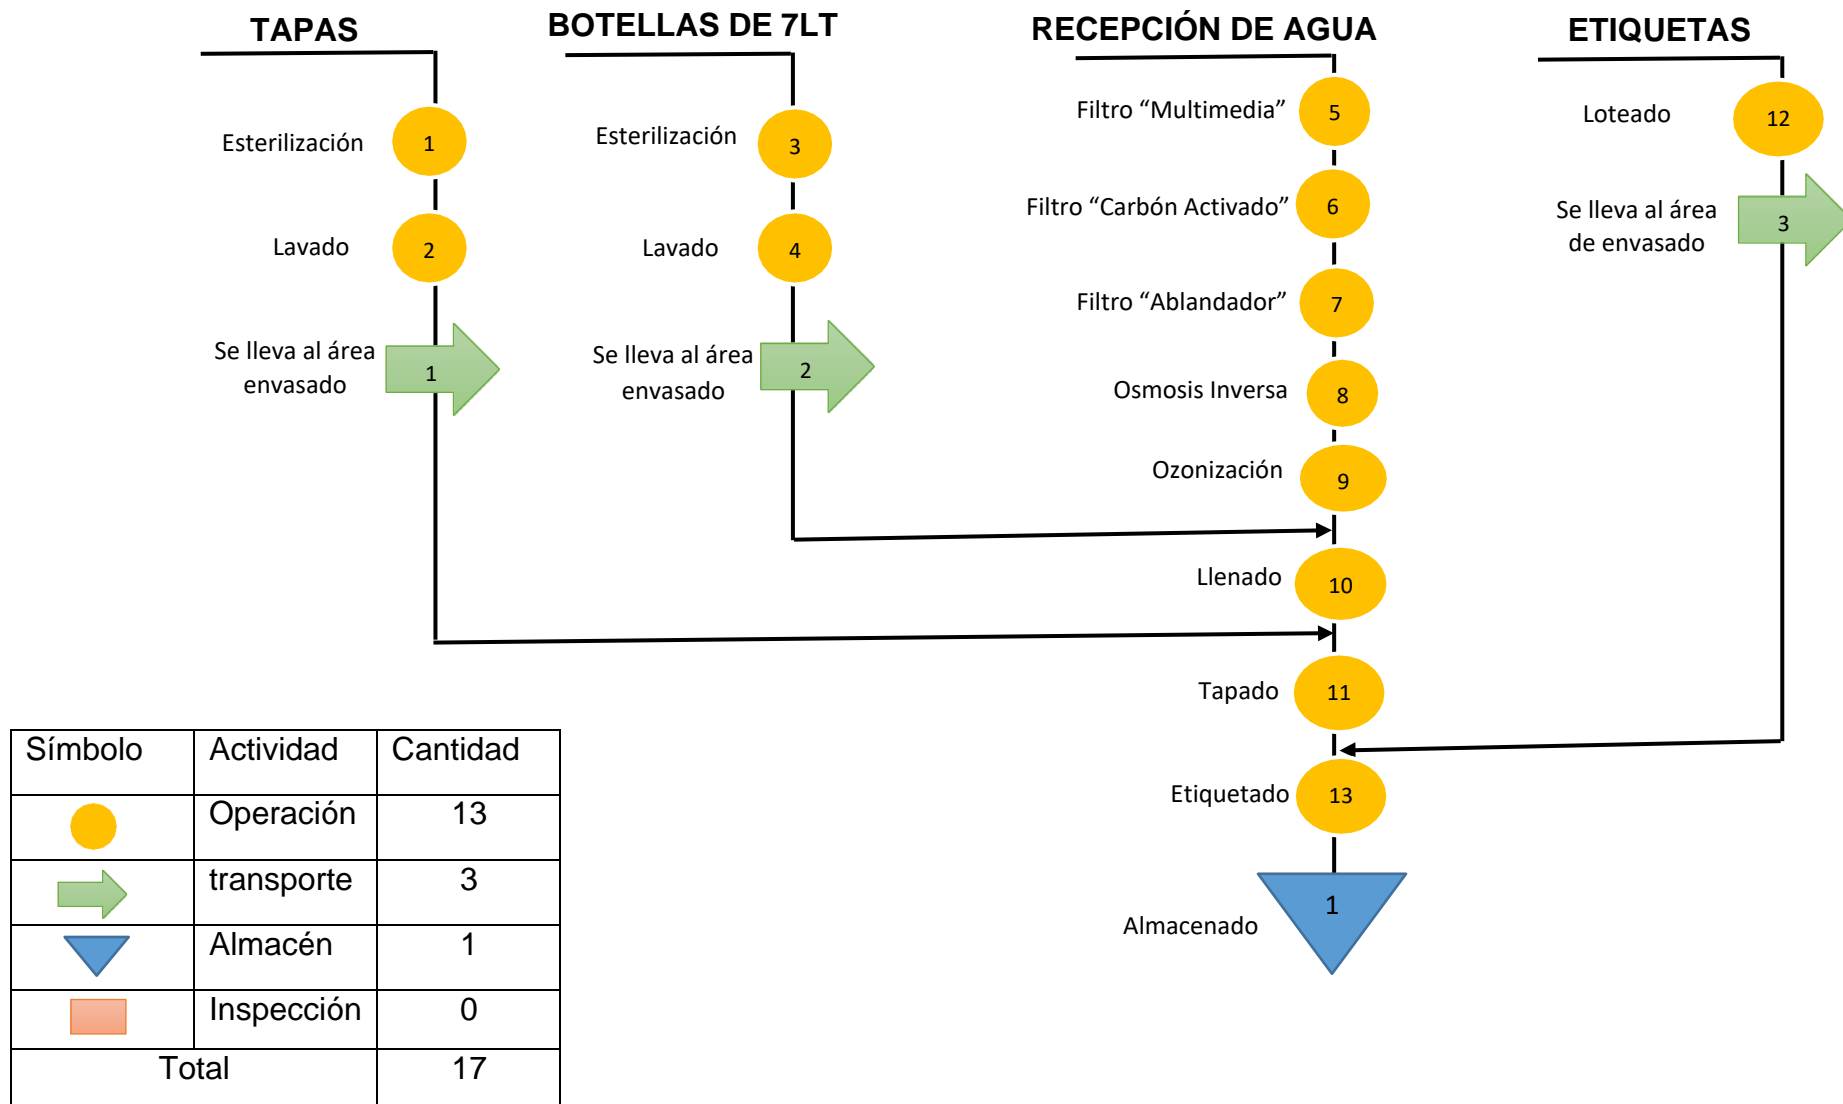 TAPAS
Esterilización
1
Lavado
2
Se lleva al área
envasado
1
BOTELLAS DE 7LT
Esterilización
3
Lavado
4
Se lleva al área
envasado
2
RECEPCIÓN DE AGUA
Filtro “Multimedia”
5
Filtro “Carbón Activado”
6
Filtro “Ablandador”
7
Osmosis Inversa
8
Ozonización
9
Llenado
10
Tapado
11
Etiquetado
13
Almacenado
1
ETIQUETAS
Loteado
12
Se lleva al área
de envasado
3
Símbolo Actividad Cantidad
Operación 13
transporte 3
Almacén 1
Inspección 0
Total 17